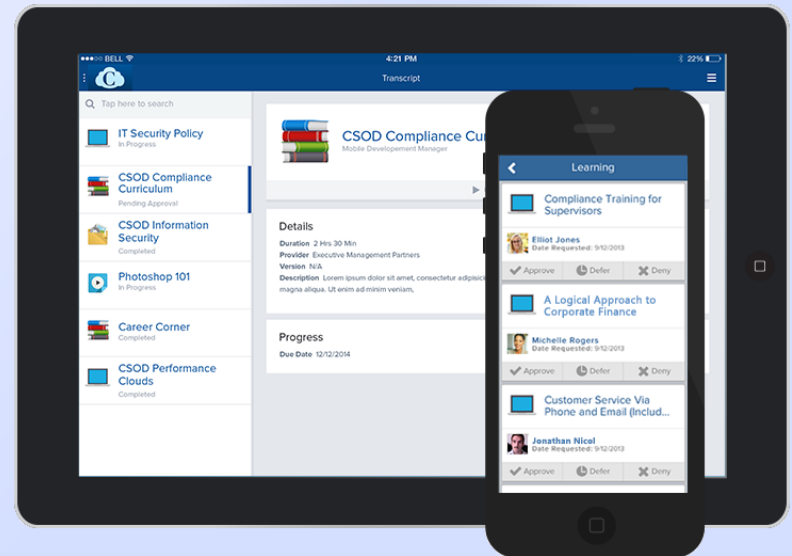 BELL
4:21 PM
22%
C
Transcript
Tap here to search
IT Security Policy
In Progress
CSOD Compliance
Curriculum
Pending Approval
CSOD Information
Security
Completed
Photoshop 101
In Progress
Career Corner
Completed
CSOD Performance
Clouds
Completed
CSOD Compliance Cu
Mobile Developement Manager
Details
Duration 2 Hrs 30 Min
Provider Executive Management Partners
Version N/A
Description Lorem ipsum dolor sit amet, consectetur adipisici
magna aliqua. Ut enim ad minim veniam,
Progress
Due Date 12/12/2014
Learning
Compliance Training for
Supervisors
Elliot Jones
Date Requested: 9/12/2013
Approve Defer Deny
A Logical Approach to
Corporate Finance
Michelle Rogers
Date Requested: 9/12/2013
Approve Defer Deny
Customer Service Via
Phone and Email (Includ...
Jonathan Nicol
Date Requested: 9/12/2013
Approve Defer Deny